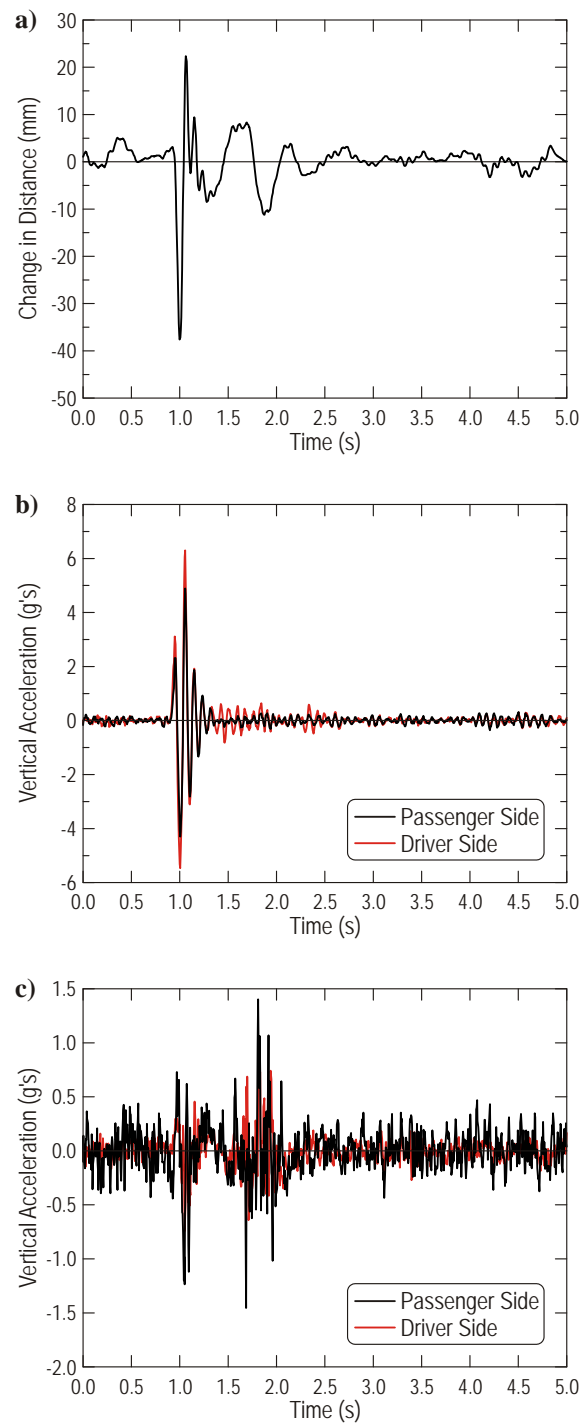 a)
Change in Distance (mm)
30
20
10
0
-10
-20
-30
-40
-50
0.0 0.5 1.0 1.5 2.0 2.5 3.0 3.5 4.0 4.5 5.0
Time (s)
b)
Vertical Acceleration (g's)
8
6
4
2
0
-2
-4
-6
Passenger Side
Driver Side
0.0 0.5 1.0 1.5 2.0 2.5 3.0 3.5 4.0 4.5 5.0
Time (s)
c)
Vertical Acceleration (g's)
1.5
1.0
0.5
0.0
-0.5
-1.0
-1.5
-2.0
Passenger Side
Driver Side
0.0 0.5 1.0 1.5 2.0 2.5 3.0 3.5 4.0 4.5 5.0
Time (s)